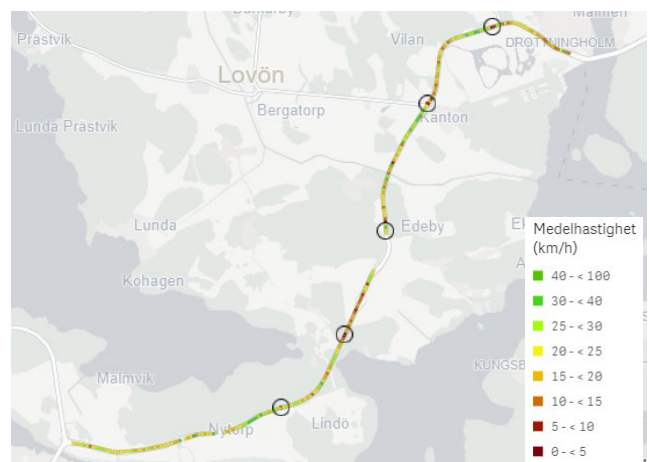 Malmen
Prästvik
Vilan
DROTTNINGHOLM
Lovön
Bergatorp
Kanton
Lunda Prästvik
Lunda
Edeby
Medelhastighet
(km/h)
Kohagen
40 - < 100
30 - < 40
25 - < 30
20 - < 25
15 - < 20
Malmvik
KUNGSB
10 - < 15
5 - < 10
Nytorp
Lindö
0 - < 5